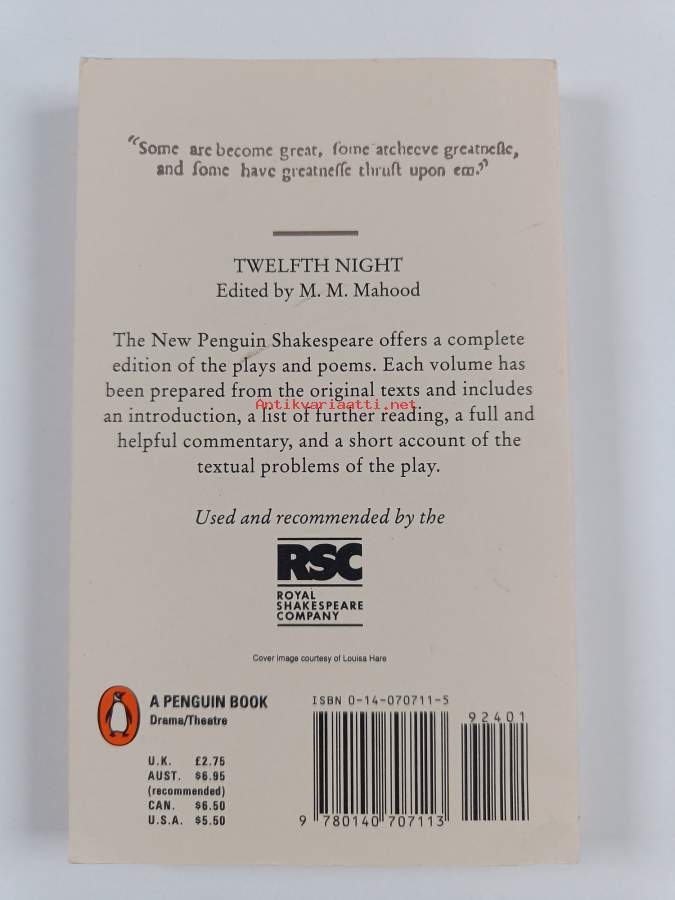 “Some are become great, ſome atcheeve greatneſſe,
and ſome have greatneſſe thruſt upon em.”
TWELFTH NIGHT
Edited by M. M. Mahood
The New Penguin Shakespeare offers a complete
edition of the plays and poems. Each volume has
been prepared from the original texts and includes
an introduction, a list of further reading, a full and
Antikvariaatti.net
helpful commentary, and a short account of the
textual problems of the play.
Used and recommended by the
RSC
ROYAL
SHAKESPEARE
COMPANY
Cover image courtesy of Louisa Hare
A PENGUIN BOOK
Drama/Theatre
U.K. £2.75
AUST. $6.95
(recommended)
CAN. $6.50
U.S.A. $5.50
ISBN 0-14-070711-5
92401
9 780140 707113